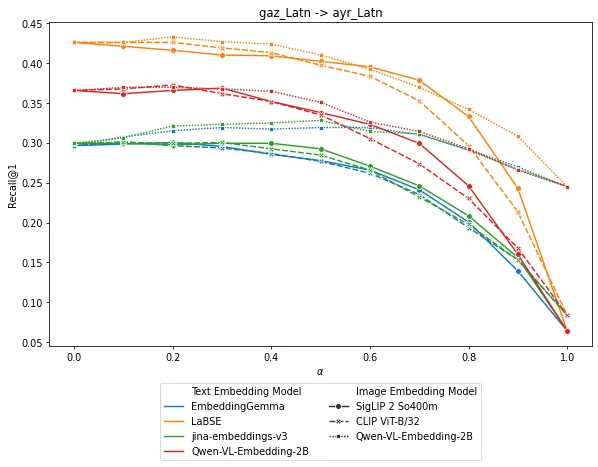 gaz_Latn -> ayr_Latn
0.45
0.40
0.35
0.30
0.25
0.20
0.15
0.10
0.05
Recall@1
0.0 0.2 0.4 0.6 0.8 1.0
α
Text Embedding Model
EmbeddingGemma
LaBSE
jina-embeddings-v3
Qwen-VL-Embedding-2B
Image Embedding Model
SigLIP 2 So400m
CLIP ViT-B/32
Qwen-VL-Embedding-2B